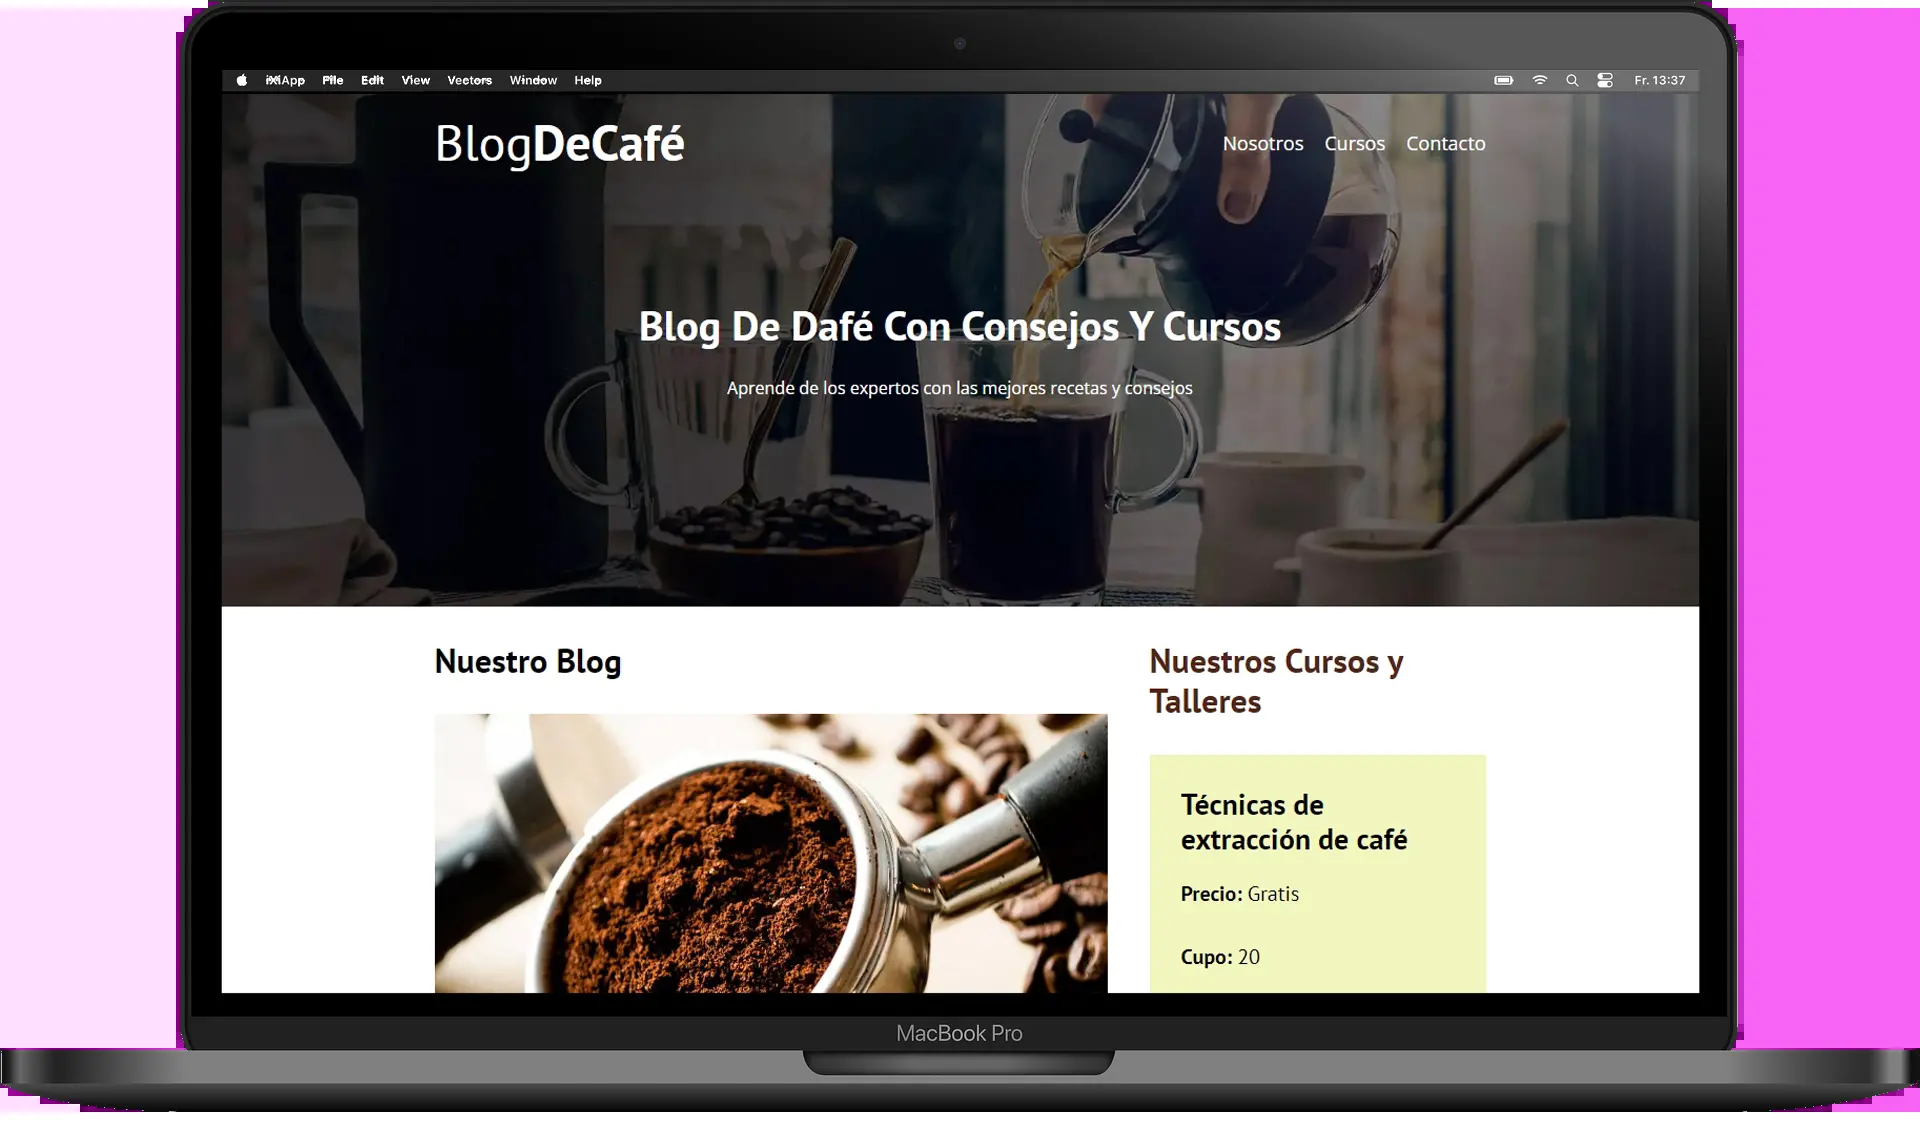 App File Edit View Vectors Window Help Fr. 13:37
BlogDeCafé
Nosotros Cursos Contacto
Blog De Dafé Con Consejos Y Cursos
Aprende de los expertos con las mejores recetas y consejos
Nuestro Blog
Nuestros Cursos y
Talleres
Técnicas de
extracción de café
Precio: Gratis
Cupo: 20
MacBook Pro